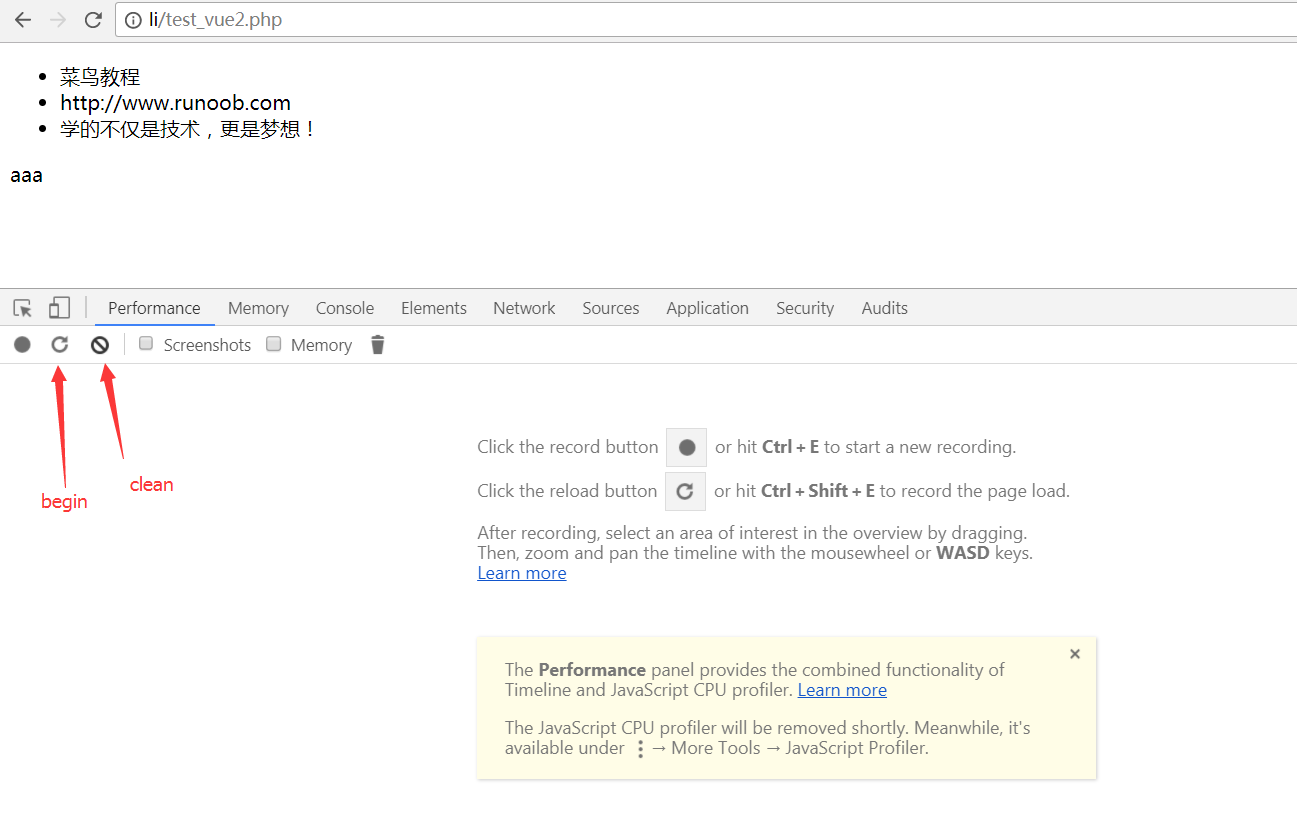 li/test_vue2.php
菜鸟教程
http://www.runoob.com
学的不仅是技术，更是梦想！
aaa
Performance Memory Console Elements Network Sources Application Security Audits
Screenshots Memory
Click the record button or hit Ctrl + E to start a new recording.
clean
begin
Click the reload button or hit Ctrl + Shift + E to record the page load.
After recording, select an area of interest in the overview by dragging.
Then, zoom and pan the timeline with the mousewheel or WASD keys.
Learn more
The Performance panel provides the combined functionality of
Timeline and JavaScript CPU profiler. Learn more
The JavaScript CPU profiler will be removed shortly. Meanwhile, it's
available under ⋮ → More Tools → JavaScript Profiler.